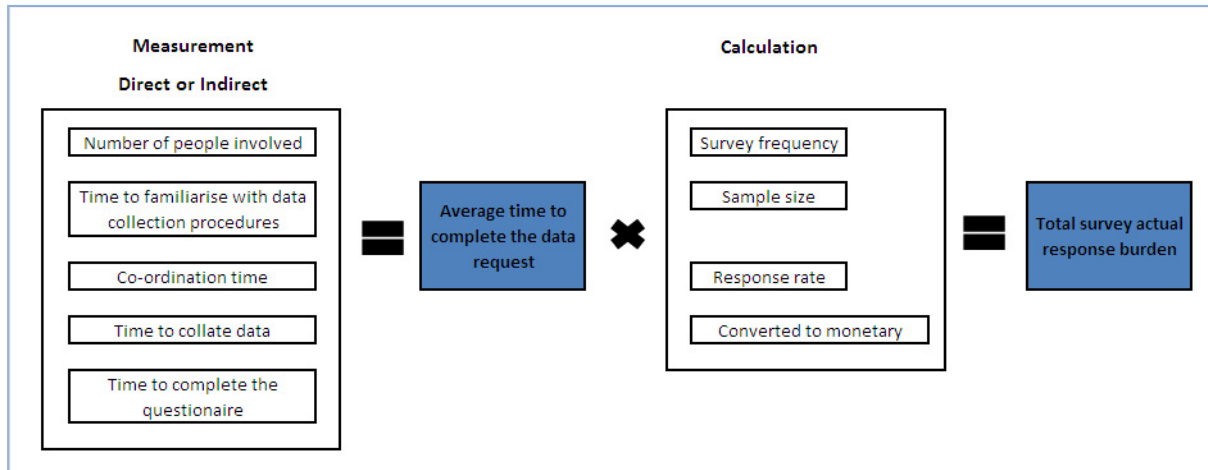 Measurement
Direct or Indirect
Number of people involved
Time to familiarise with data
collection procedures
Co-ordination time
Time to collate data
Time to complete the
questionaire
Average time to
complete the data
request
Calculation
Survey frequency
Sample size
Response rate
Converted to monetary
Total survey actual
response burden